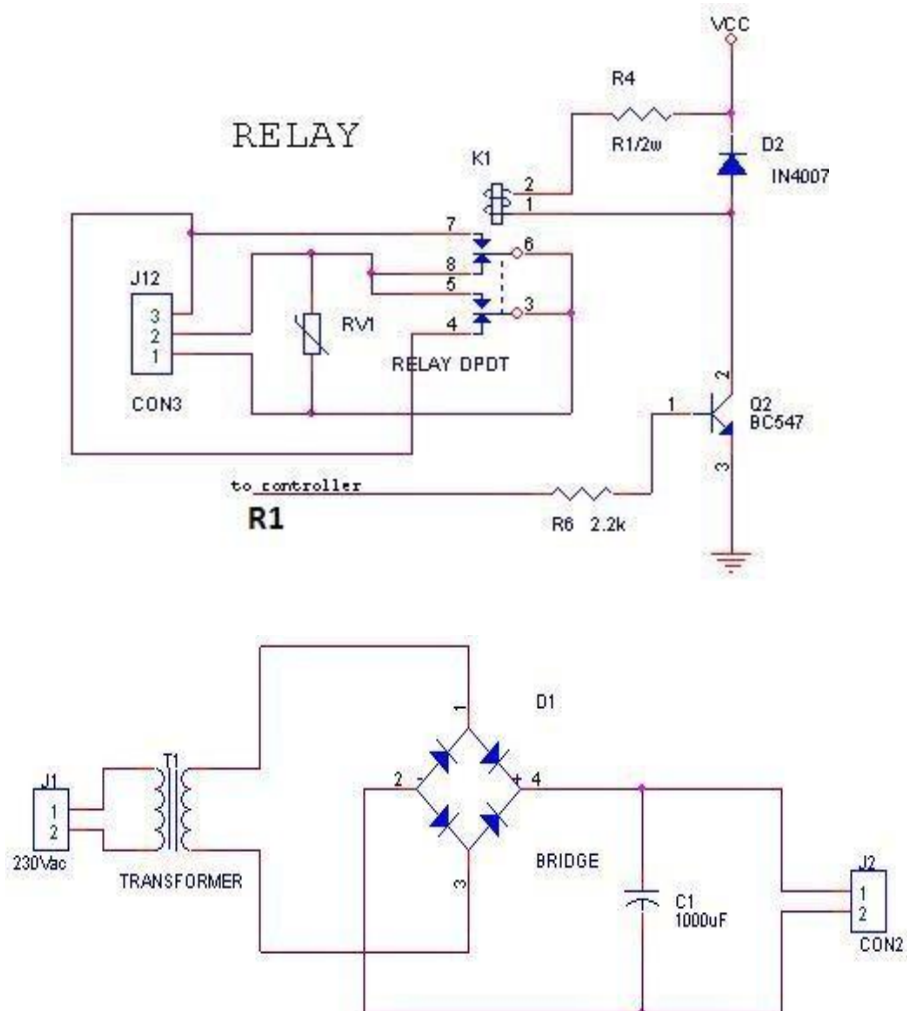 VCC
R4
RELAY
R1/2w
D2
K1
IN4007
2
1
7
6
8
J12
5
3
3
RV1
2
4
1
RELAY DPDT
2
CON3
1
Q2
BC547
3
to controller
R1
R6 2.2k
D1
1
T1
J1
2
-
+
4
1
2
230Vac
BRIDGE
J2
TRANSFORMER
3
1
C1
2
1000uF
CON2